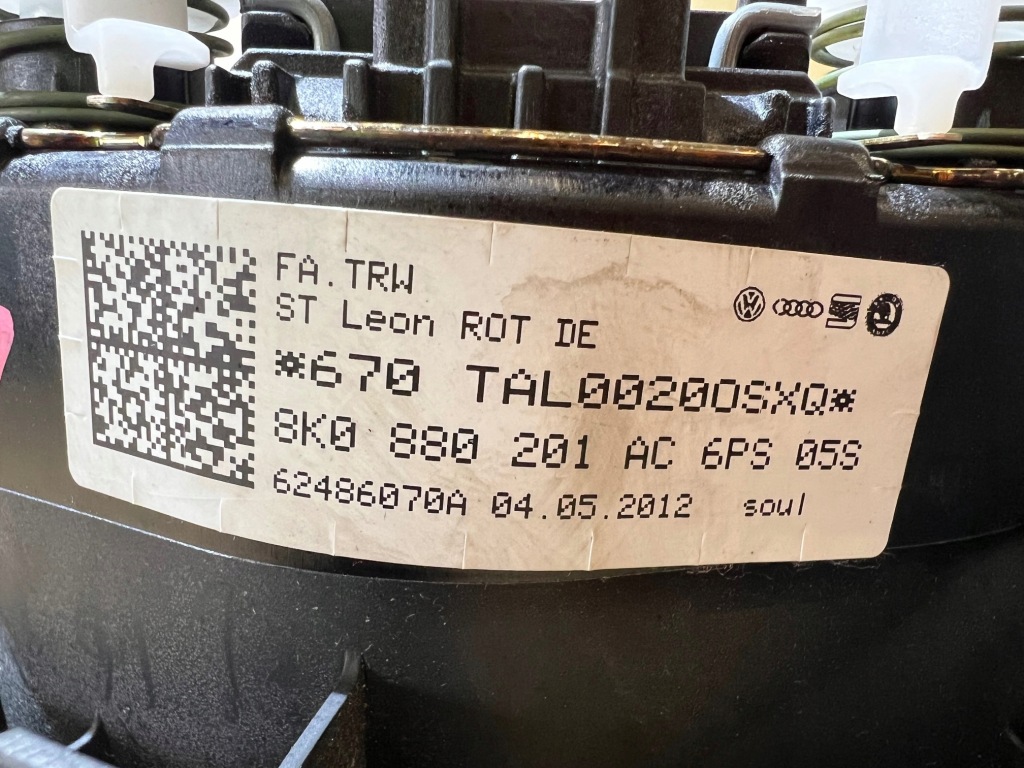 FA.TRW
ST Leon ROT DE
*670 TAL00200SXQ*
8K0 880 201 AC 6PS 05S
62486070A 04.05.2012 soul